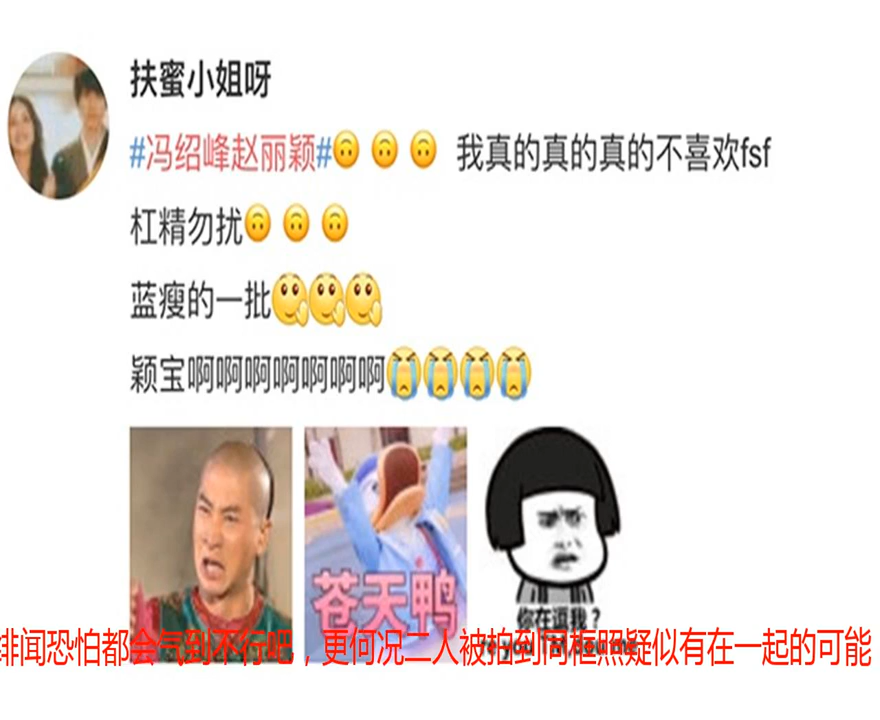 扶蜜小姐呀
#冯绍峰赵丽颖#🙃🙃🙃 我真的真的真的不喜欢fsf
杠精勿扰🙃🙃🙃
蓝瘦的一批
颖宝啊啊啊啊啊啊啊😭😭😭😭
苍天鸭
你在逗我?
绯闻恐怕都会气到不行吧，更何况二人被拍到同框照疑似有在一起的可能